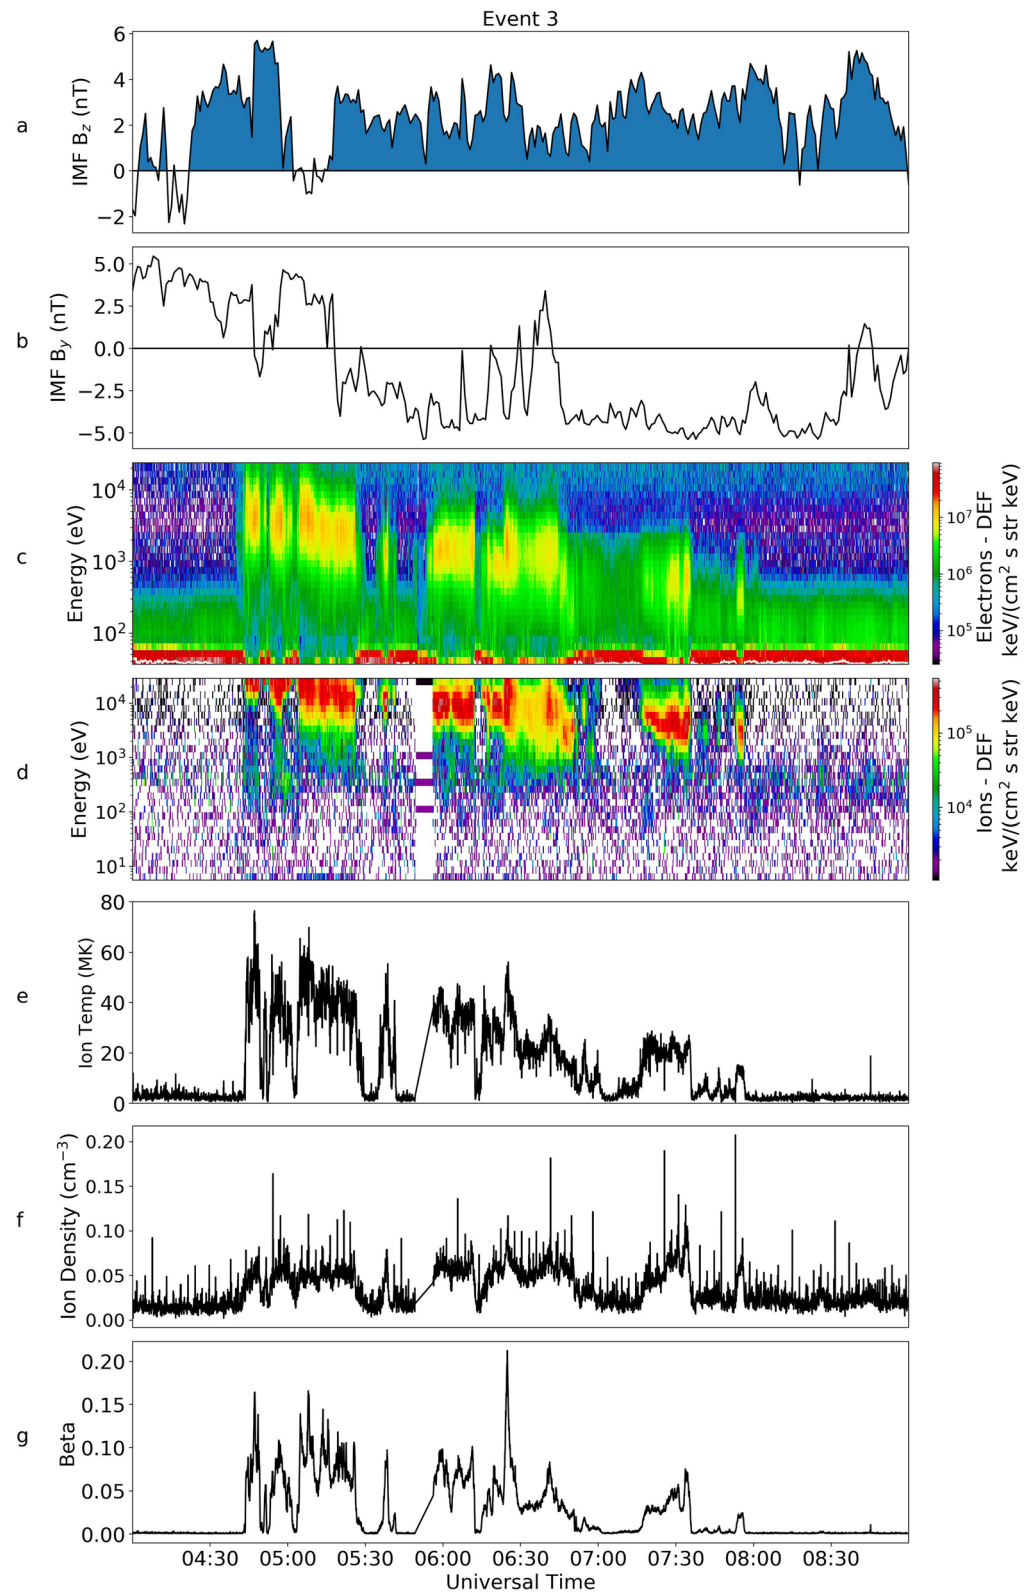 Event 3
a
IMF B_z (nT)
6
4
2
0
−2
b
IMF B_y (nT)
5.0
2.5
0.0
−2.5
−5.0
c
Energy (eV)
10^4
10^3
10^2
10^7
10^6
10^5
Electrons - DEF
keV/(cm^2 s str keV)
d
Energy (eV)
10^4
10^3
10^2
10^1
10^5
10^4
Ions - DEF
keV/(cm^2 s str keV)
e
Ion Temp (MK)
80
60
40
20
0
f
Ion Density (cm^−3)
0.20
0.15
0.10
0.05
0.00
g
Beta
0.20
0.15
0.10
0.05
0.00
04:30 05:00 05:30 06:00 06:30 07:00 07:30 08:00 08:30
Universal Time